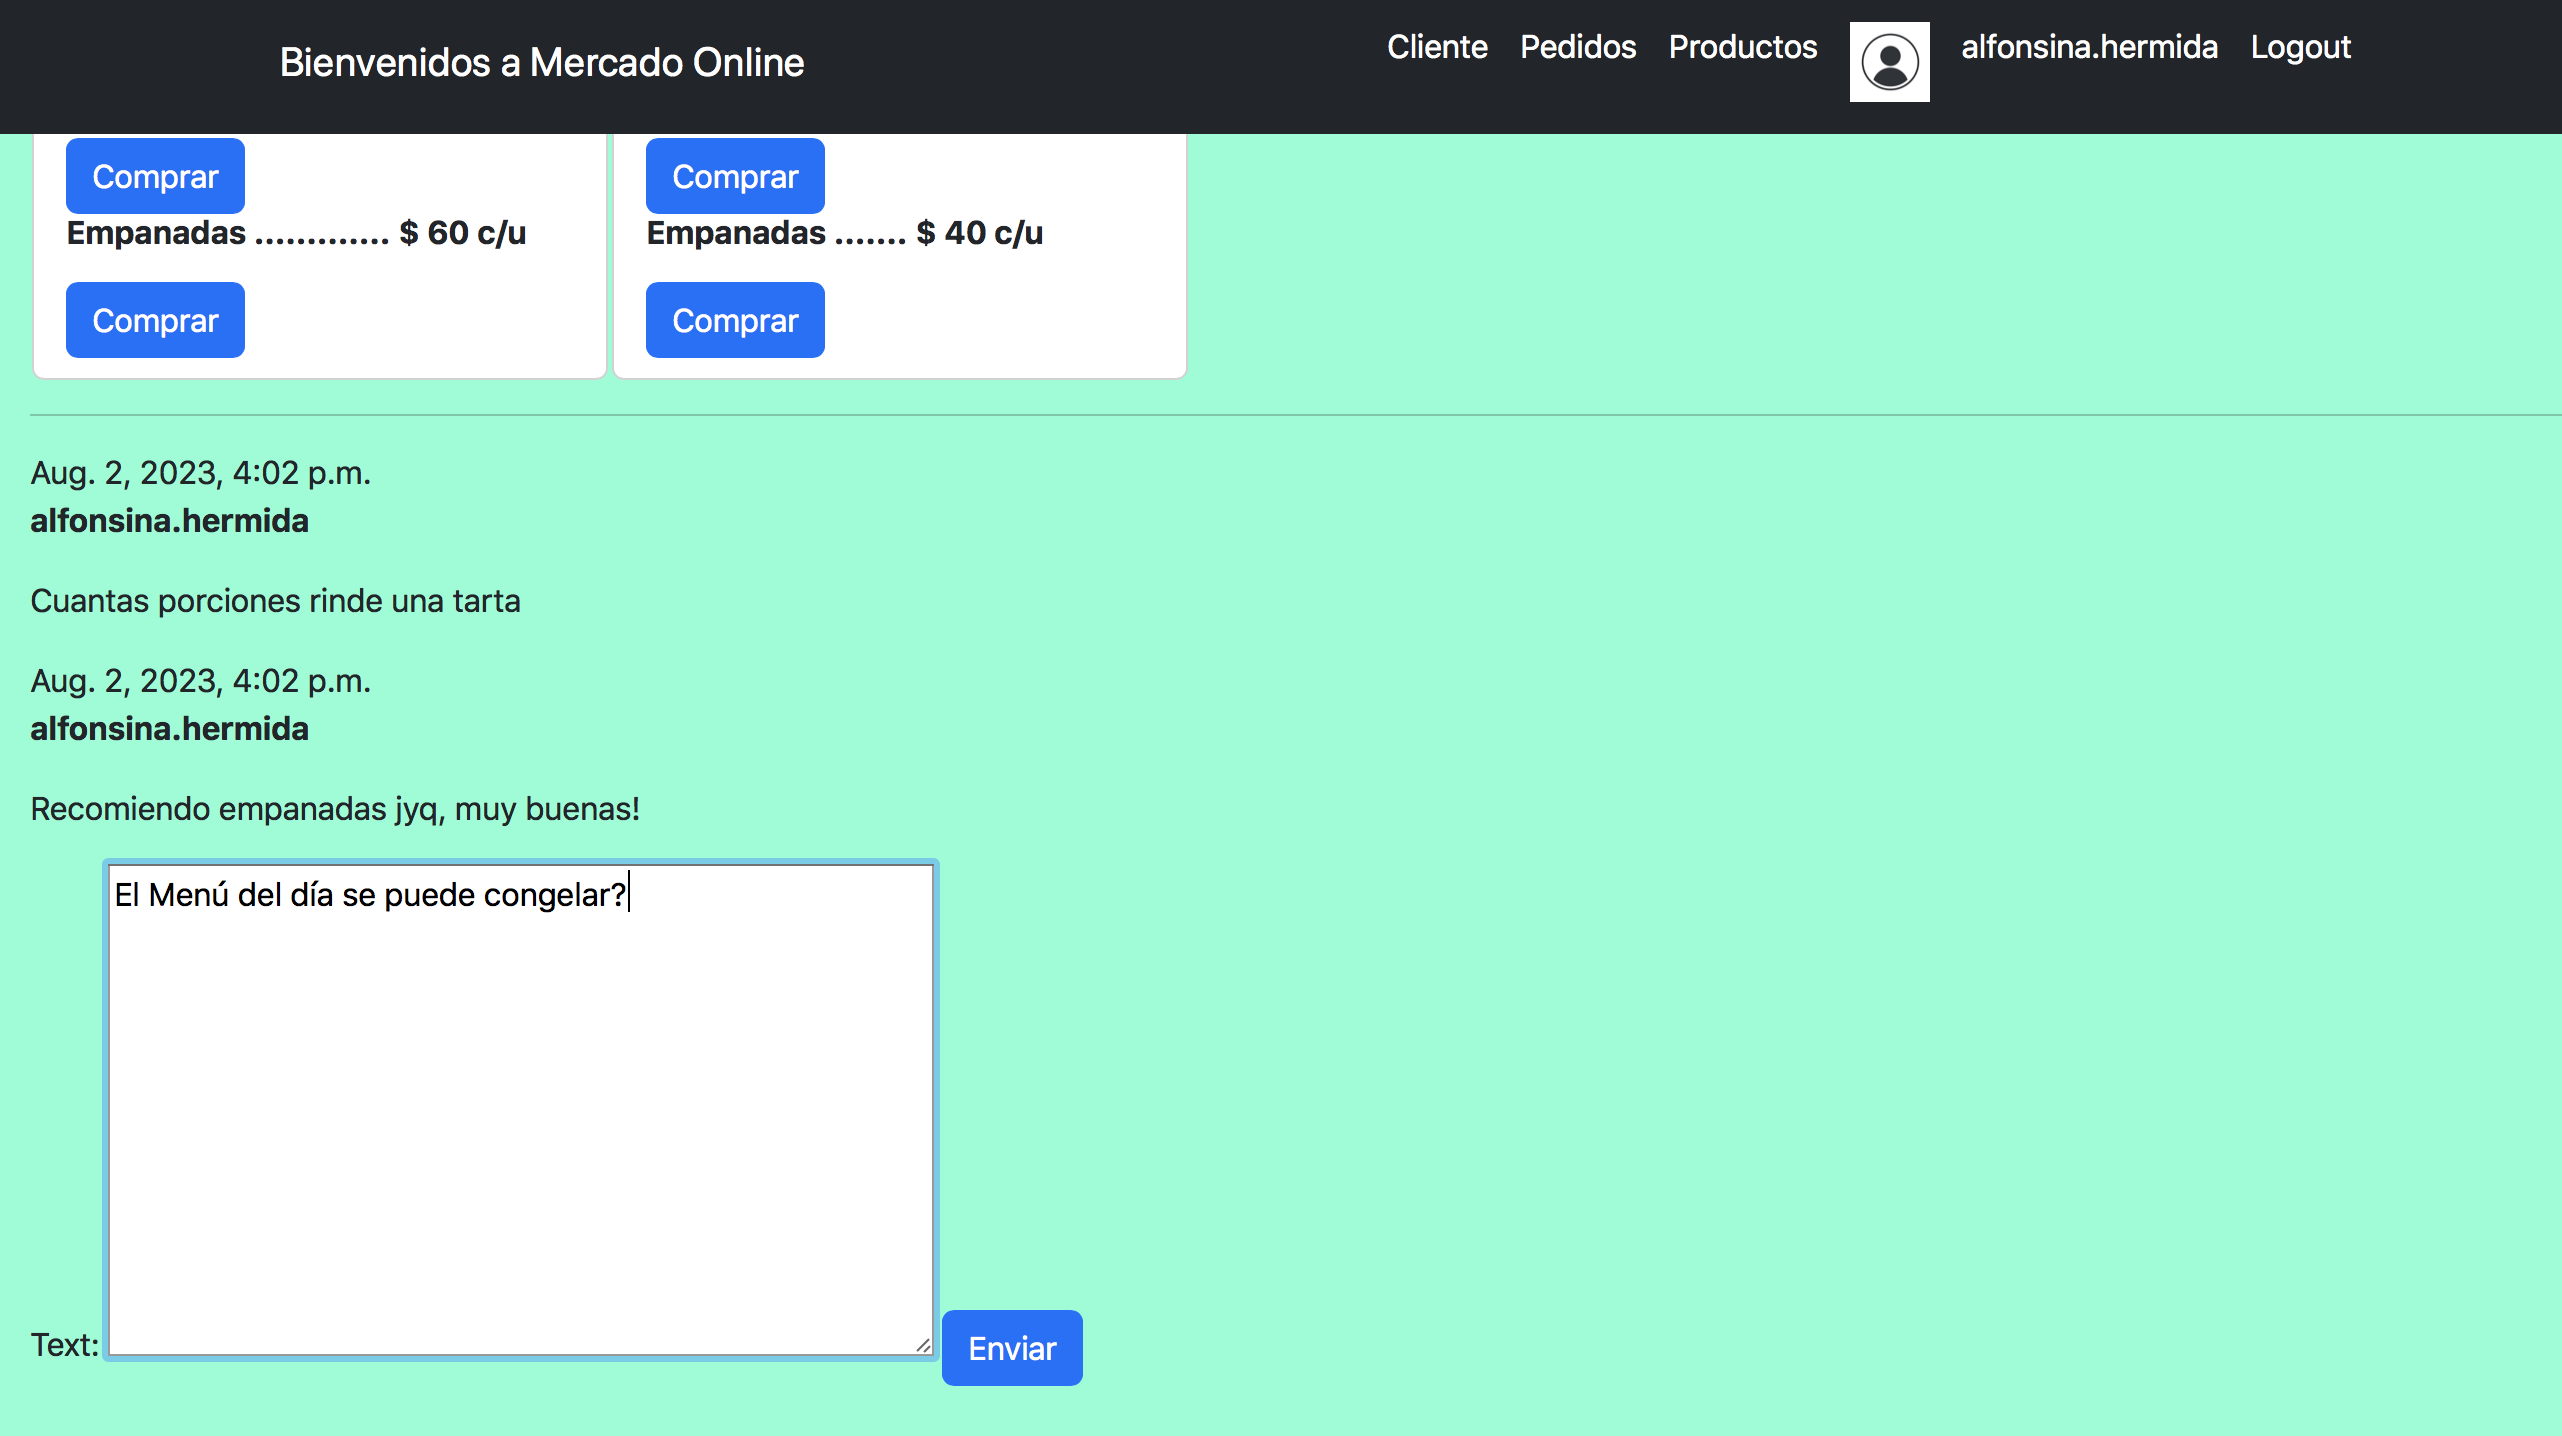 Bienvenidos a Mercado Online
Cliente Pedidos Productos alfonsina.hermida Logout
Comprar Comprar
Empanadas ............. $ 60 c/u Empanadas ....... $ 40 c/u
Comprar Comprar
Aug. 2, 2023, 4:02 p.m.
alfonsina.hermida
Cuantas porciones rinde una tarta
Aug. 2, 2023, 4:02 p.m.
alfonsina.hermida
Recomiendo empanadas jyq, muy buenas!
El Menú del día se puede congelar?
Text:
Enviar